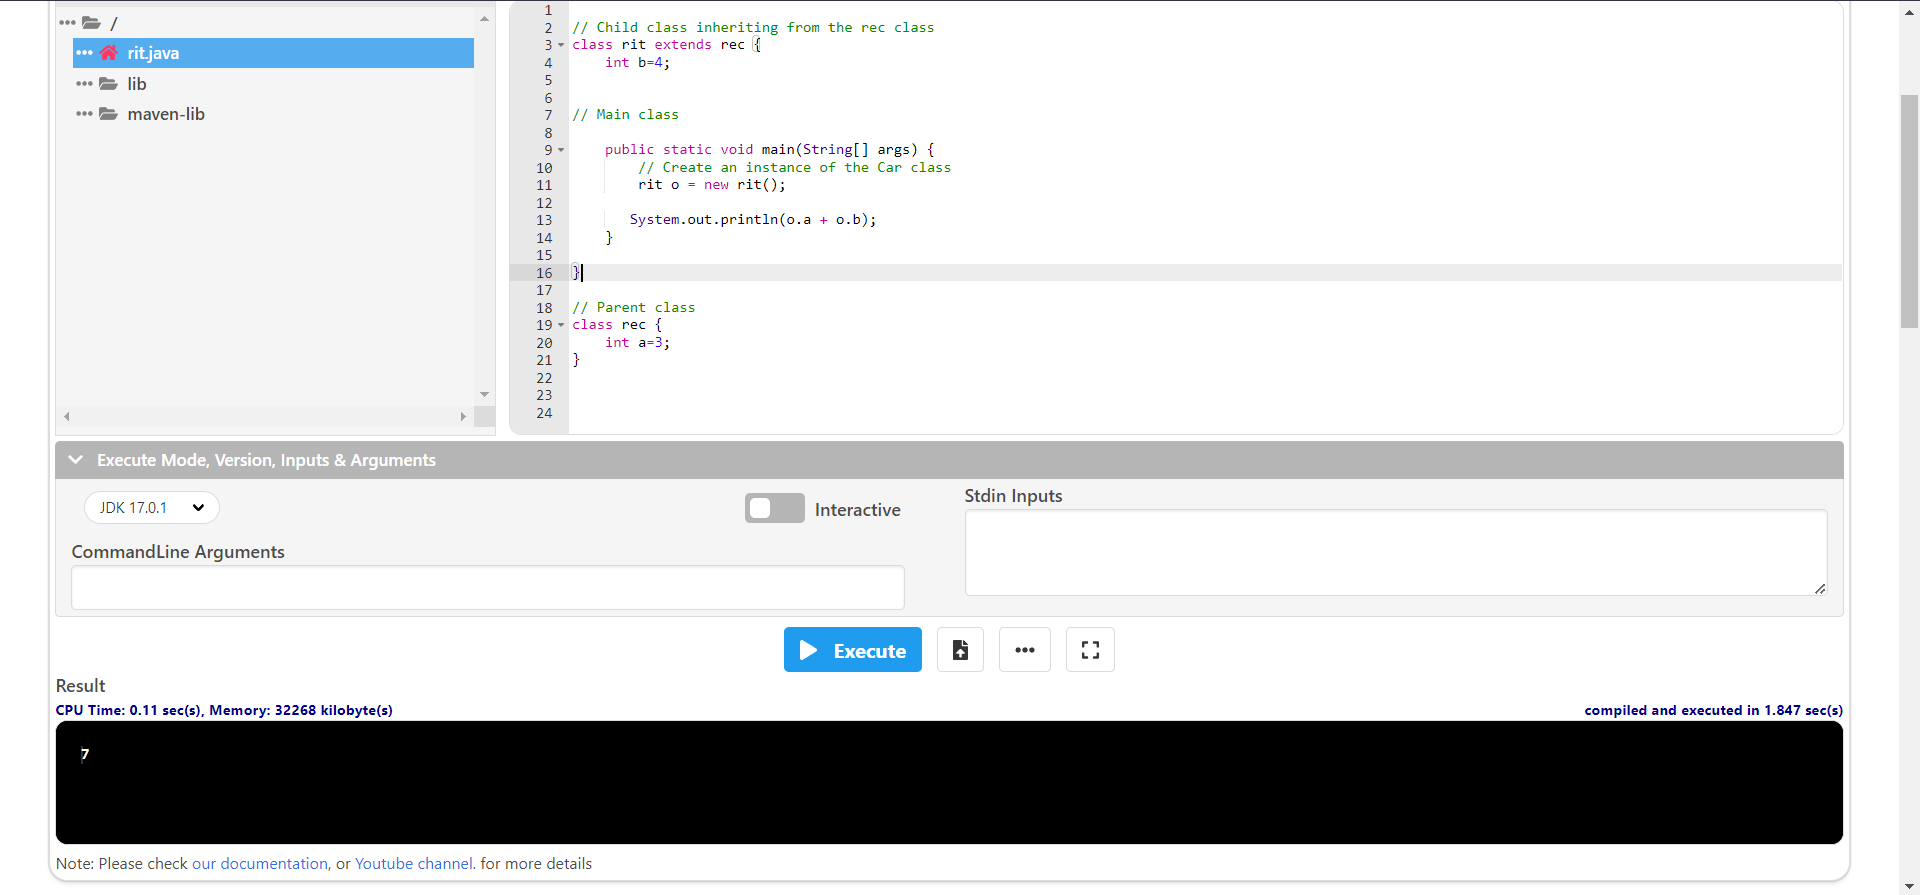 /
rit.java
lib
maven-lib
1
2 // Child class inheriting from the rec class
3 class rit extends rec {
4 int b=4;
5
6
7 // Main class
8
9 public static void main(String[] args) {
10 // Create an instance of the Car class
11 rit o = new rit();
12
13 System.out.println(o.a + o.b);
14 }
15
16 }
17
18 // Parent class
19 class rec {
20 int a=3;
21 }
22
23
24
Execute Mode, Version, Inputs & Arguments
JDK 17.0.1
Interactive
Stdin Inputs
CommandLine Arguments
Execute
Result
CPU Time: 0.11 sec(s), Memory: 32268 kilobyte(s)
compiled and executed in 1.847 sec(s)
7
Note: Please check our documentation, or Youtube channel. for more details